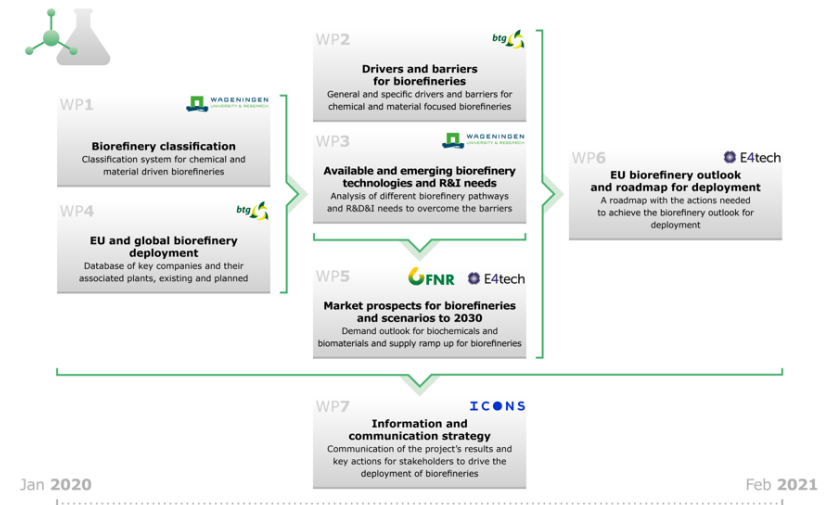 WP1
WAGENINGEN
UNIVERSITY & RESEARCH
Biorefinery classification
Classification system for chemical and
material driven biorefineries
WP4
btg
EU and global biorefinery
deployment
Database of key companies and their
associated plants, existing and planned
WP2
btg
Drivers and barriers
for biorefineries
General and specific drivers and barriers for
chemical and material focused biorefineries
WP3
WAGENINGEN
UNIVERSITY & RESEARCH
Available and emerging biorefinery
technologies and R&I needs
Analysis of different biorefinery pathways
and R&D&I needs to overcome the barriers
WP5
FNR
E4tech
Market prospects for biorefineries
and scenarios to 2030
Demand outlook for biochemicals and
biomaterials and supply ramp up for biorefineries
WP6
E4tech
EU biorefinery outlook
and roadmap for deployment
A roadmap with the actions needed
to achieve the biorefinery outlook for
deployment
WP7
ICONS
Information and
communication strategy
Communication of the project's results and
key actions for stakeholders to drive the
deployment of biorefineries
Jan 2020
Feb 2021